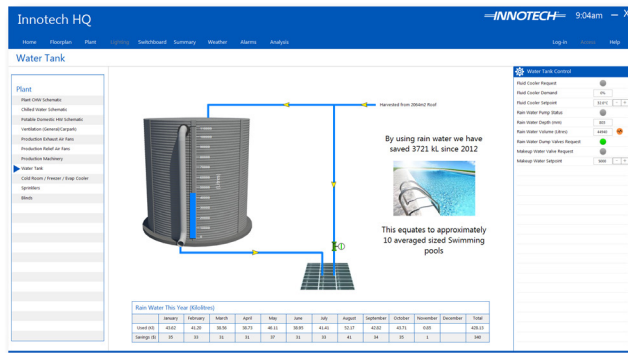 Innotech HQ
INNOTECH
9:04am
Home Floorplan Plant Lighting Switchboard Summary Weather Alarms Analysis
Log-in Help
Water Tank
Water Tank Control
Plant
Plant CHW Schematic
Chilled Water Schematic
Potable Domestic HW Schematic
Ventilation (General/Carpark)
Production Exhaust Air Fans
Production Relief Air Fans
Production Machinery
Water Tank
Cold Room / Freezer / Evap Cooler
Sprinklers
Blinds
Harvested from 2064m2 Roof
By using rain water we have
saved 3721 kL since 2012
This equates to approximately
10 averaged sized Swimming
pools
Fluid Cooler Request
Fluid Cooler Demand 0%
Fluid Cooler Setpoint
Rain Water Pump Status
Rain Water Depth (mm)
Rain Water Volume (Litres)
Rain Water Dump Valves Request
Makeup Water Valve Request
Makeup Water Setpoint
Rain Water This Year (Kilolitres)
January February March April May June July August September October November December Total
Used (kl) 43.62 41.20 38.56 38.73 46.11 38.85 41.41 52.17 42.82 43.71 0.85 428.13
Savings ($) 35 33 31 31 37 31 33 41 34 35 1 340